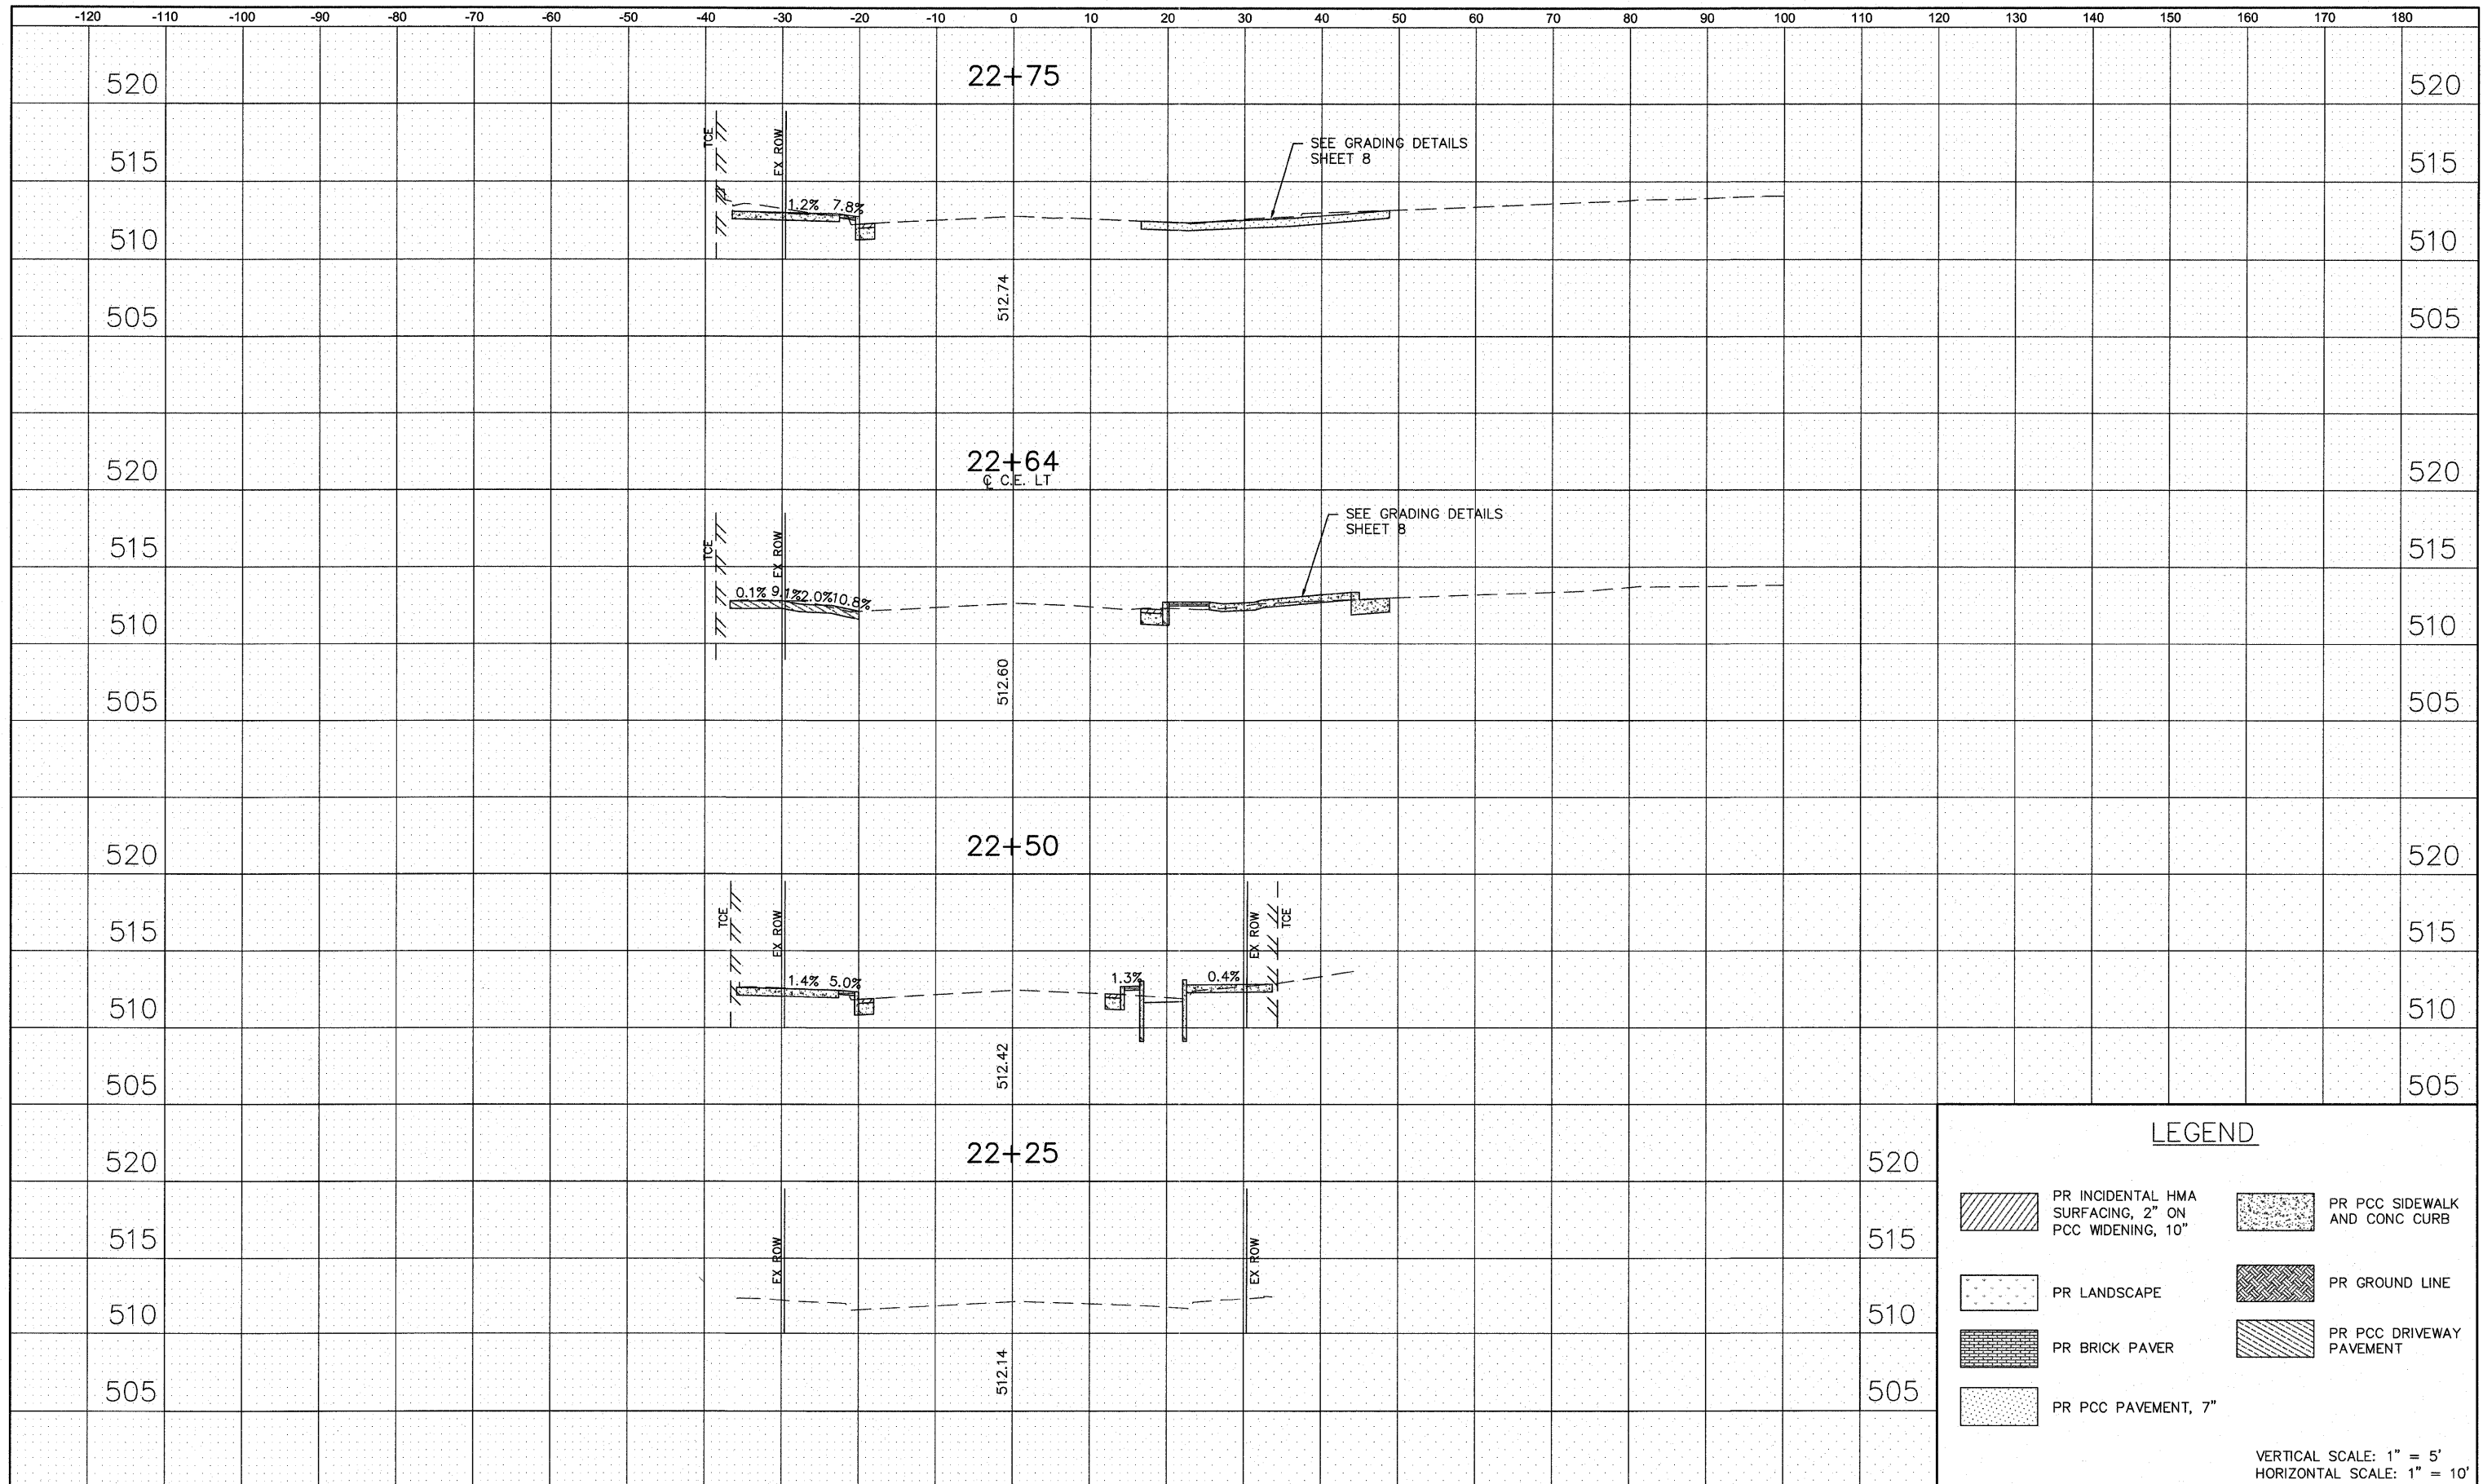 -120 -110 -100 -90 -80 -70 -60 -50 -40 -30 -20 -10 0 10 20 30 40 50 60 70 80 90 100 110 120 130 140 150 160 170 180
22+75
520 520
TCE EX ROW
SEE GRADING DETAILS
SHEET 8
515 515
1.2% 7.8%
510 510
512.74
505 505
22+64
℄ C.E. LT
520 520
TCE EX ROW
SEE GRADING DETAILS
SHEET 8
515 515
0.1% 9.1% 2.0% 10.8%
510 510
512.60
505 505
22+50
520 520
TCE EX ROW EX ROW TCE
515 515
1.4% 5.0% 1.3% 0.4%
510 510
512.42
505 505
22+25
520 520
EX ROW EX ROW
515 515
510 510
512.14
505 505
LEGEND
PR INCIDENTAL HMA
SURFACING, 2" ON
PCC WIDENING, 10"
PR LANDSCAPE
PR BRICK PAVER
PR PCC PAVEMENT, 7"
PR PCC SIDEWALK
AND CONC CURB
PR GROUND LINE
PR PCC DRIVEWAY
PAVEMENT
VERTICAL SCALE: 1" = 5'
HORIZONTAL SCALE: 1" = 10'